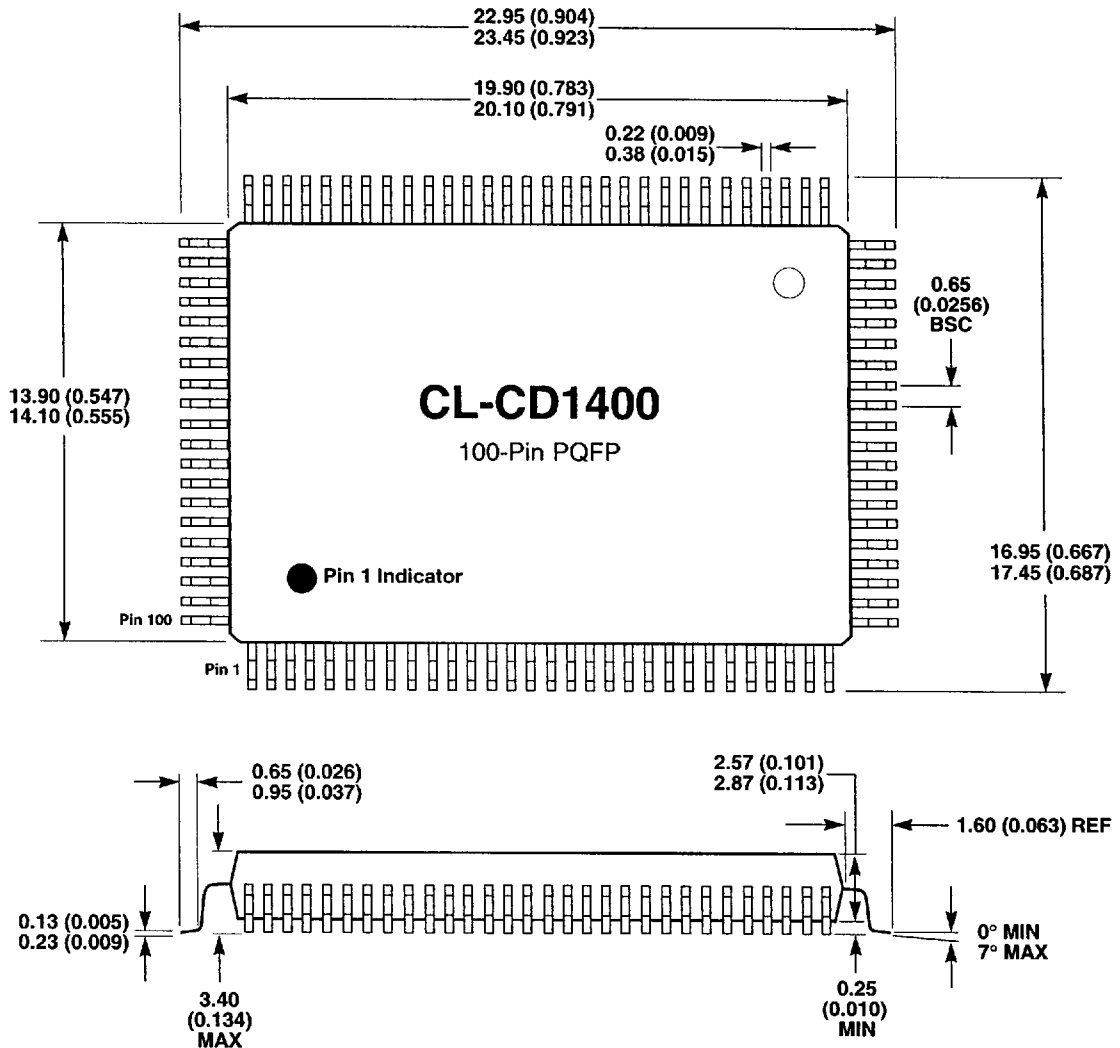 22.95 (0.904)
23.45 (0.923)
19.90 (0.783)
20.10 (0.791)
0.22 (0.009)
0.38 (0.015)
0.65
(0.0256)
BSC
13.90 (0.547)
14.10 (0.555)
CL-CD1400
100-Pin PQFP
16.95 (0.667)
17.45 (0.687)
Pin 1 Indicator
Pin 100
Pin 1
0.65 (0.026)
0.95 (0.037)
2.57 (0.101)
2.87 (0.113)
1.60 (0.063) REF
0.13 (0.005)
0.23 (0.009)
0° MIN
7° MAX
3.40
(0.134)
MAX
0.25
(0.010)
MIN